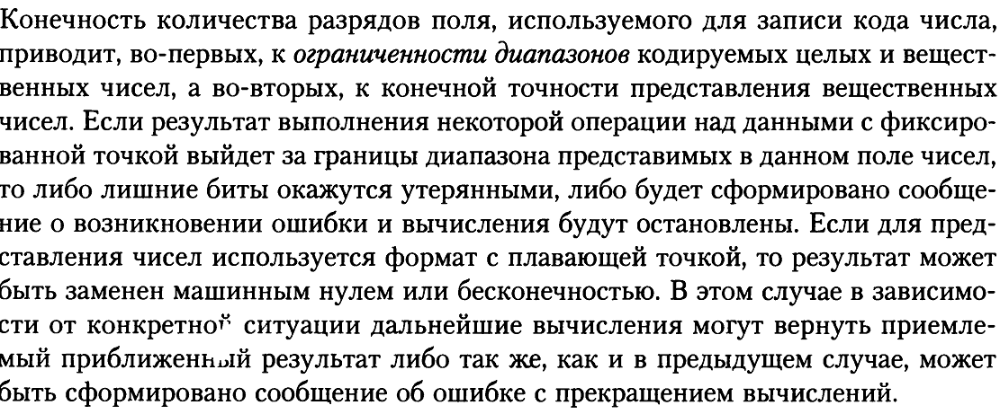 Конечность количества разрядов поля, используемого для записи кода числа,
приводит, во-первых, к ограниченности диапазонов кодируемых целых и вещест-
венных чисел, а во-вторых, к конечной точности представления вещественных
чисел. Если результат выполнения некоторой операции над данными с фиксиро-
ванной точкой выйдет за границы диапазона представимых в данном поле чисел,
то либо лишние биты окажутся утерянными, либо будет сформировано сообще-
ние о возникновении ошибки и вычисления будут остановлены. Если для пред-
ставления чисел используется формат с плавающей точкой, то результат может
быть заменен машинным нулем или бесконечностью. В этом случае в зависимо-
сти от конкретной ситуации дальнейшие вычисления могут вернуть приемле-
мый приближенный результат либо так же, как и в предыдущем случае, может
быть сформировано сообщение об ошибке с прекращением вычислений.